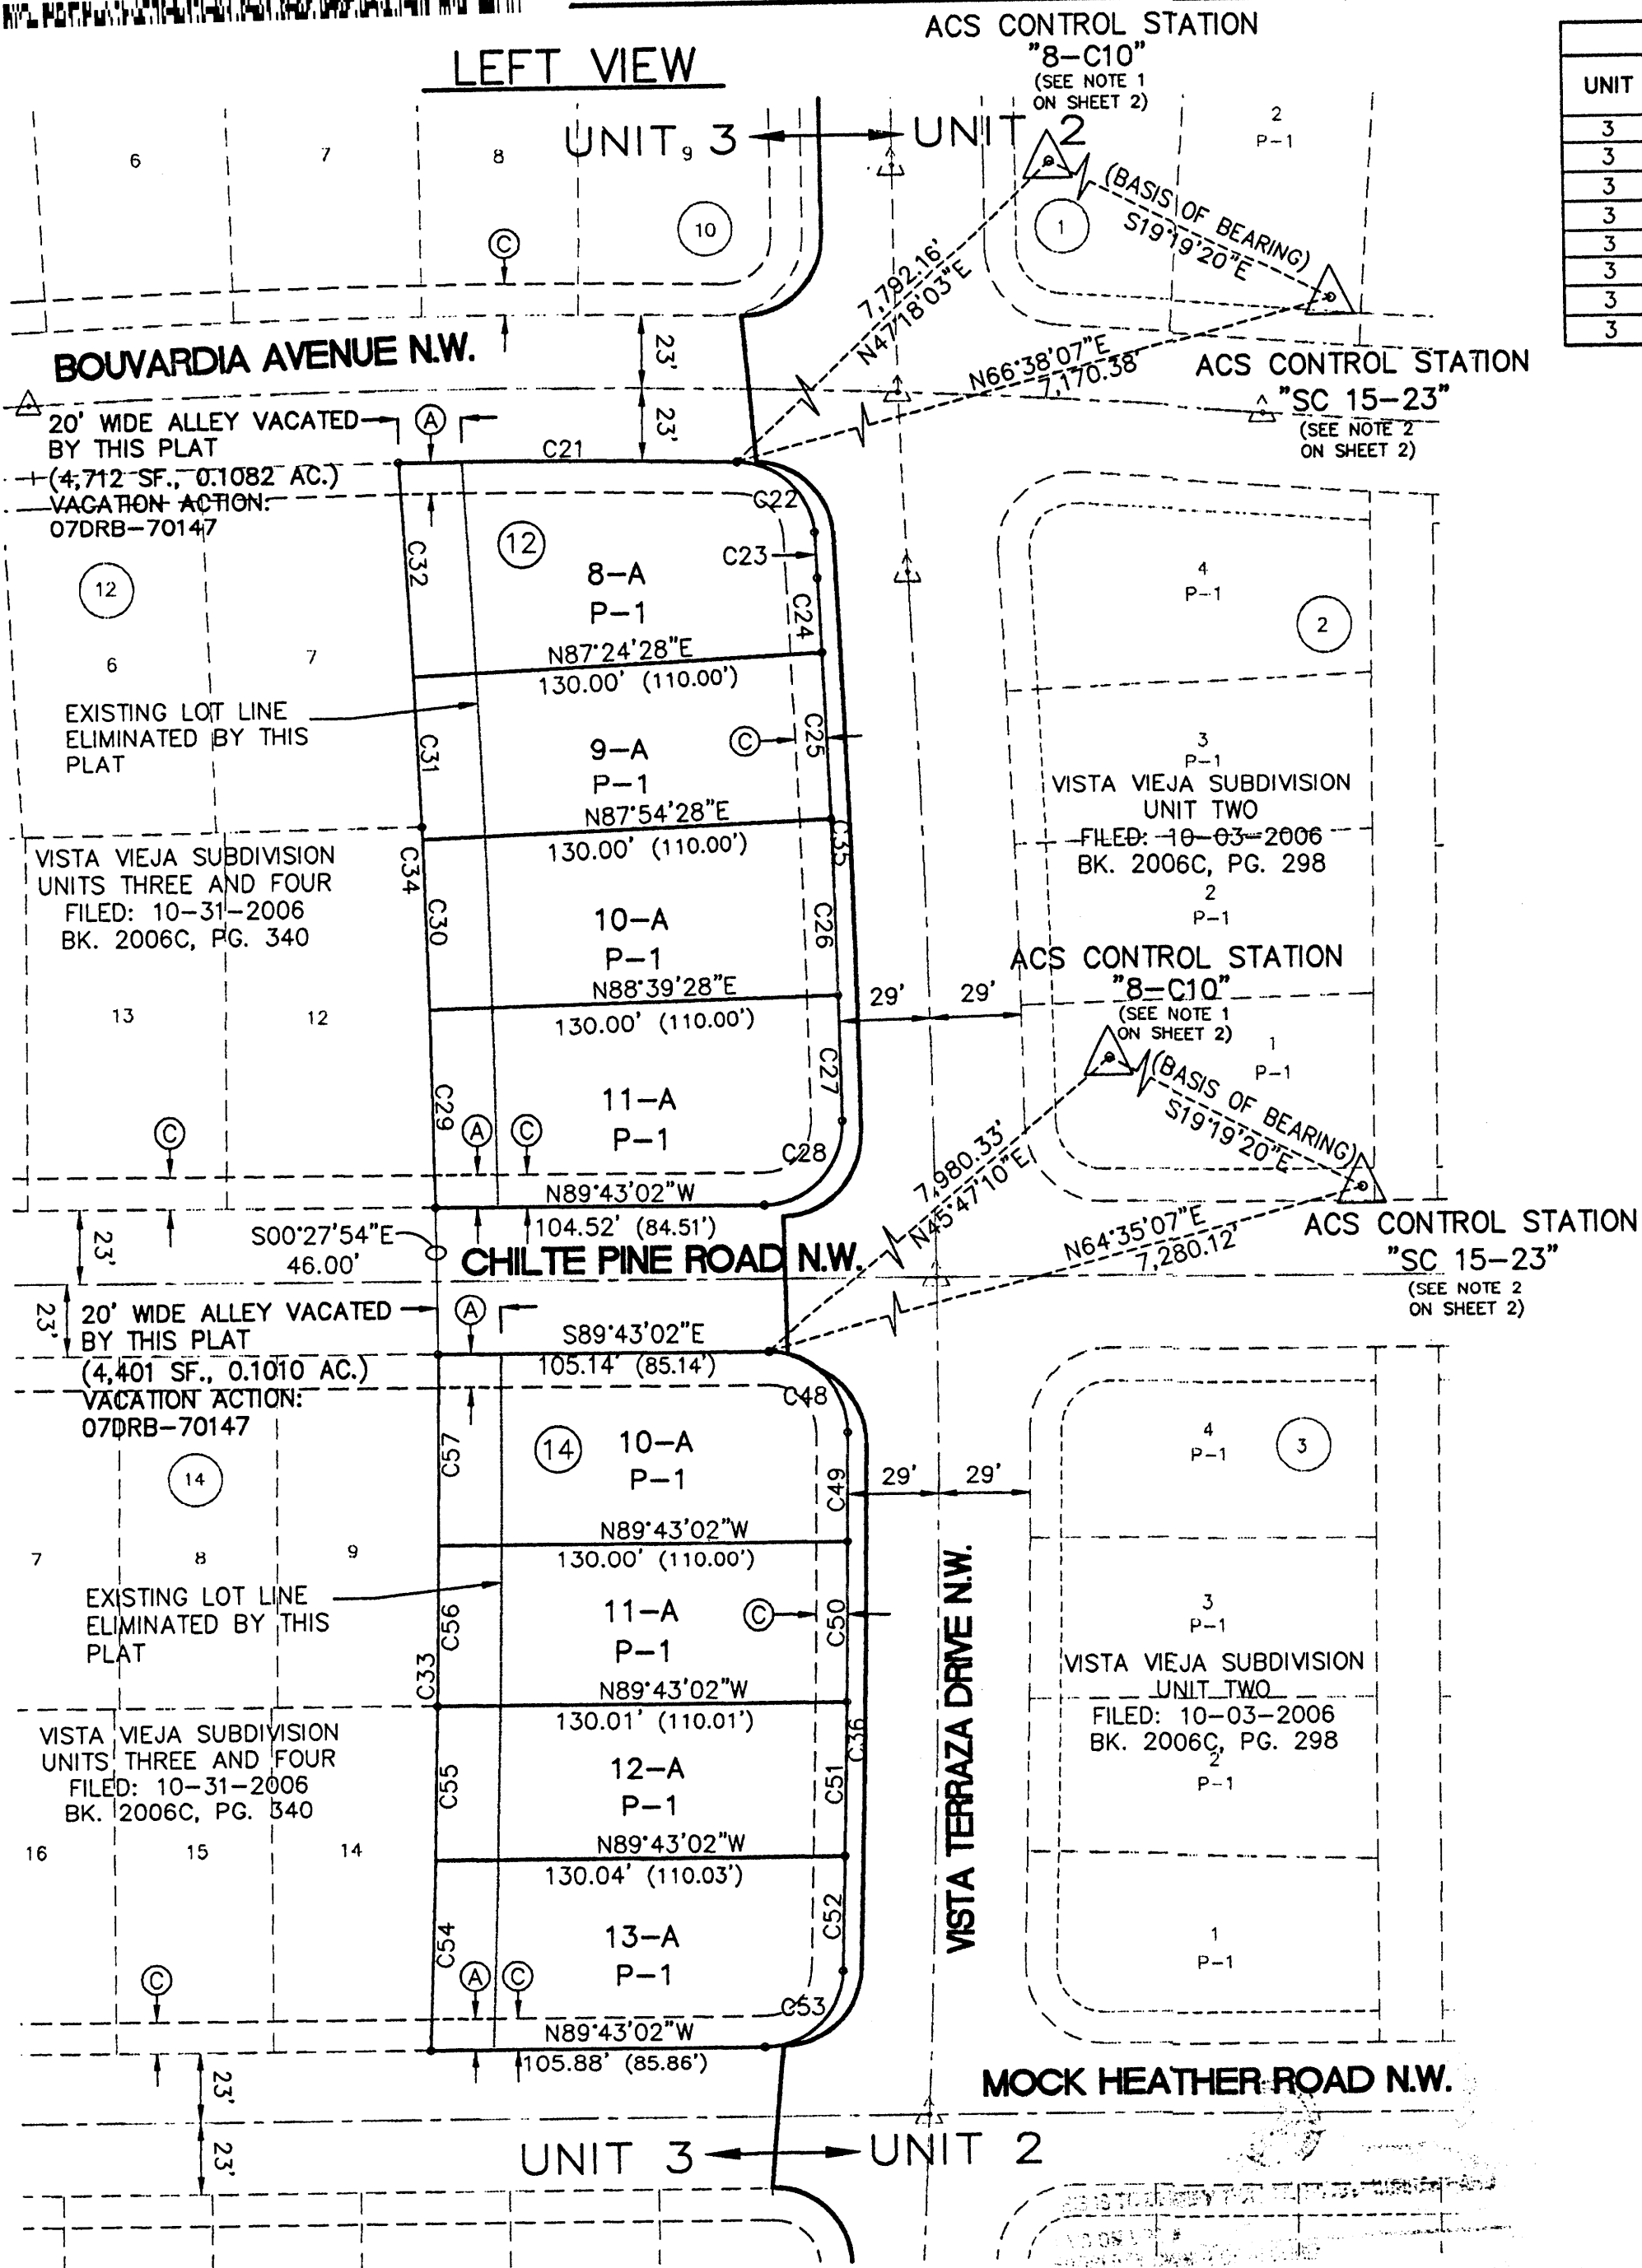 LEFT VIEW
ACS CONTROL STATION
"8-C10"
(SEE NOTE 1
ON SHEET 2)
UNIT
3
3
3
3
3
3
3
3
UNIT 3
UNIT 2
6
7
8
9
10
1
2
P-1
C
(BASIS OF BEARING)
S19°19'20"E
7,792.16'
N47°18'03"E
N66°38'07"E
7,170.38'
ACS CONTROL STATION
"SC 15-23"
(SEE NOTE 2
ON SHEET 2)
BOUVARDIA AVENUE N.W.
23'
23'
20' WIDE ALLEY VACATED
BY THIS PLAT
(4,712 SF., 0.1082 AC.)
VACATION ACTION:
07DRB-70147
A
C21
C22
C23
C24
C32
12
12
8-A
P-1
N87°24'28"E
130.00' (110.00')
6
7
4
P-1
2
EXISTING LOT LINE
ELIMINATED BY THIS
PLAT
C31
9-A
P-1
C
C25
N87°54'28"E
130.00' (110.00')
C35
3
P-1
VISTA VIEJA SUBDIVISION
UNIT TWO
FILED: 10-03-2006
BK. 2006C, PG. 298
2
P-1
VISTA VIEJA SUBDIVISION
UNITS THREE AND FOUR
FILED: 10-31-2006
BK. 2006C, PG. 340
C34
C30
10-A
P-1
C26
N88°39'28"E
130.00' (110.00')
29'
29'
ACS CONTROL STATION
"8-C10"
(SEE NOTE 1
ON SHEET 2)
1
P-1
13
12
C29
11-A
P-1
C27
C28
C
A
C
(BASIS OF BEARING)
S19°19'20"E
7,980.33'
N45°47'10"E
N64°35'07"E
7,280.12'
ACS CONTROL STATION
"SC 15-23"
(SEE NOTE 2
ON SHEET 2)
N89°43'02"W
104.52' (84.51')
S00°27'54"E
46.00'
23'
23'
CHILTE PINE ROAD N.W.
20' WIDE ALLEY VACATED
BY THIS PLAT
(4,401 SF., 0.1010 AC.)
VACATION ACTION:
07DRB-70147
A
S89°43'02"E
105.14' (85.14')
C48
C57
14
14
10-A
P-1
C49
29'
29'
4
P-1
3
N89°43'02"W
130.00' (110.00')
7
8
9
EXISTING LOT LINE
ELIMINATED BY THIS
PLAT
C56
11-A
P-1
C
C50
C33
N89°43'02"W
130.01' (110.01')
C36
VISTA TERRAZA DRIVE N.W.
3
P-1
VISTA VIEJA SUBDIVISION
UNIT TWO
FILED: 10-03-2006
BK. 2006C, PG. 298
2
P-1
VISTA VIEJA SUBDIVISION
UNITS THREE AND FOUR
FILED: 10-31-2006
BK. 2006C, PG. 340
C55
12-A
P-1
C51
N89°43'02"W
130.04' (110.03')
16
15
14
C54
13-A
P-1
C52
C53
1
P-1
C
A
C
N89°43'02"W
105.88' (85.86')
23'
23'
MOCK HEATHER ROAD N.W.
UNIT 3
UNIT 2